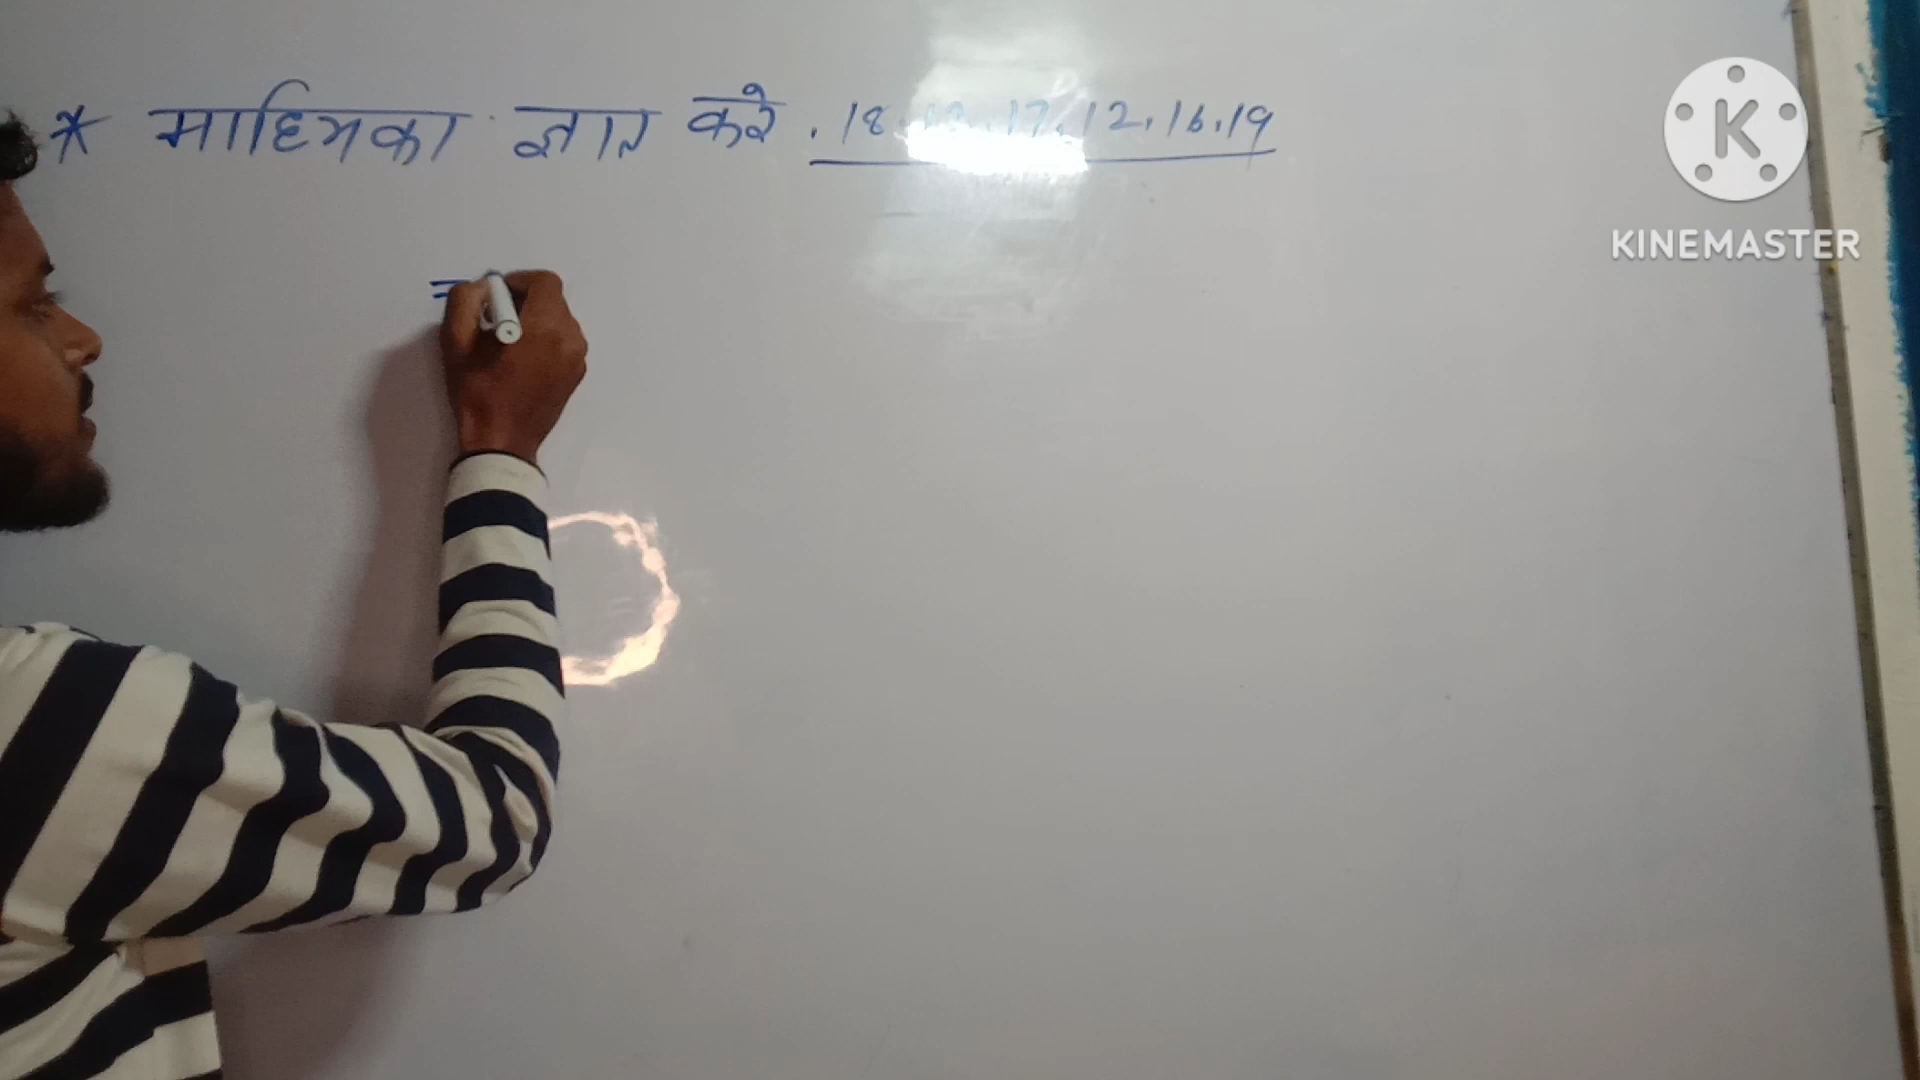 * माध्यिका ज्ञात करे . 18, 17, 12, 16, 19
=
K
KINEMASTER